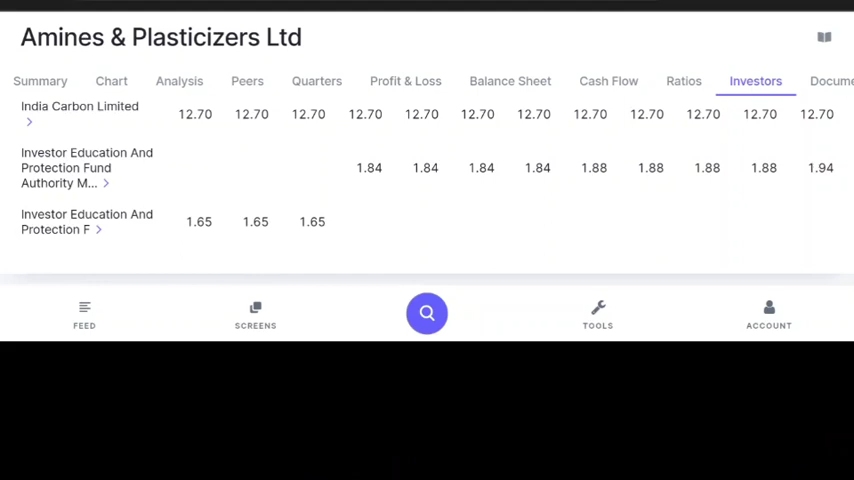 Amines & Plasticizers Ltd
Summary Chart Analysis Peers Quarters Profit & Loss Balance Sheet Cash Flow Ratios Investors Docume
India Carbon Limited 12.70 12.70 12.70 12.70 12.70 12.70 12.70 12.70 12.70 12.70 12.70 12.70
Investor Education And
Protection Fund 1.84 1.84 1.84 1.84 1.88 1.88 1.88 1.88 1.94
Authority M...
Investor Education And
Protection F 1.65 1.65 1.65
FEED SCREENS TOOLS ACCOUNT